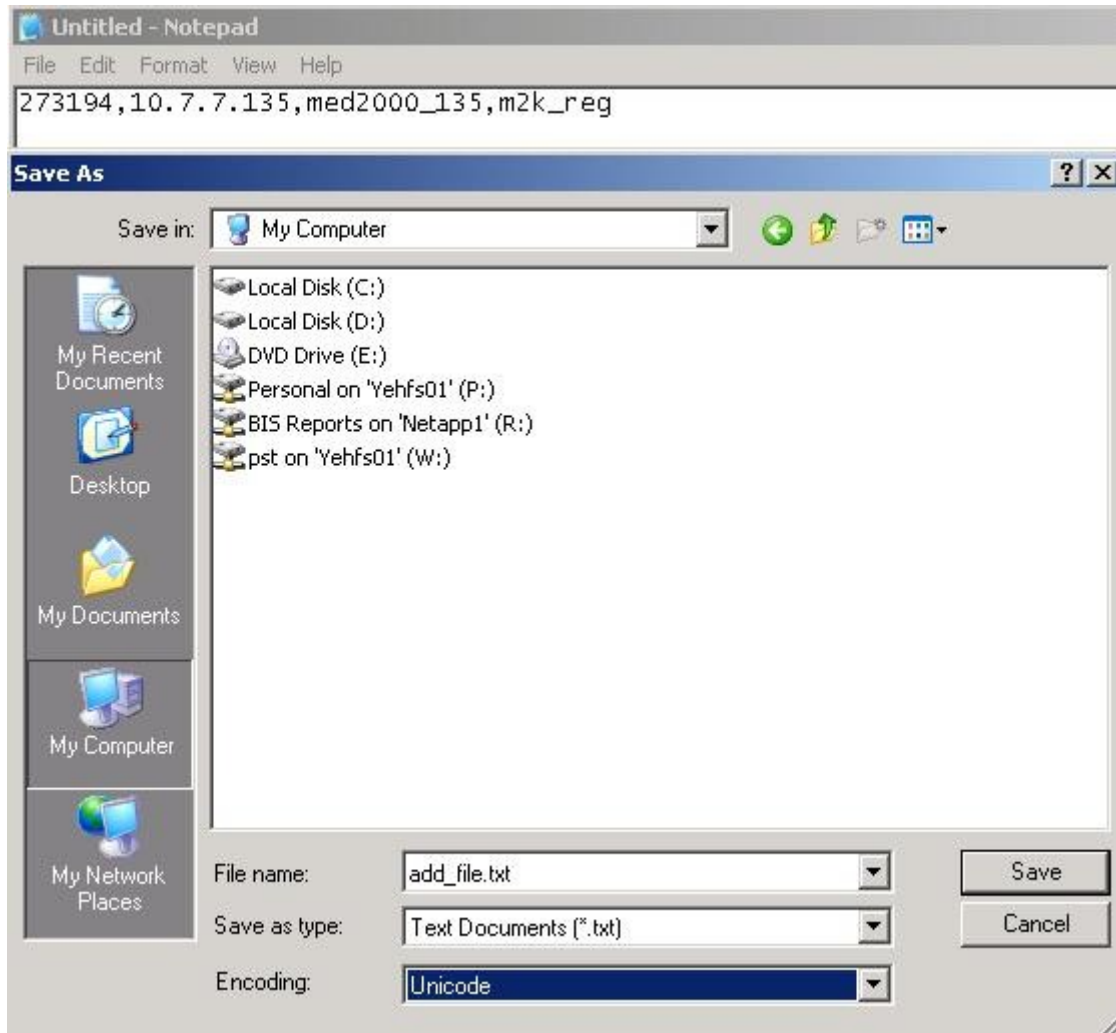 Untitled - Notepad
File Edit Format View Help
273194,10.7.7.135,med2000_135,m2k_reg
Save As
Save in: My Computer
My Recent Documents
Desktop
My Documents
My Computer
My Network Places
Local Disk (C:)
Local Disk (D:)
DVD Drive (E:)
Personal on 'Yehfs01' (P:)
BIS Reports on 'Netapp1' (R:)
pst on 'Yehfs01' (W:)
File name: add_file.txt Save
Save as type: Text Documents (*.txt) Cancel
Encoding: Unicode